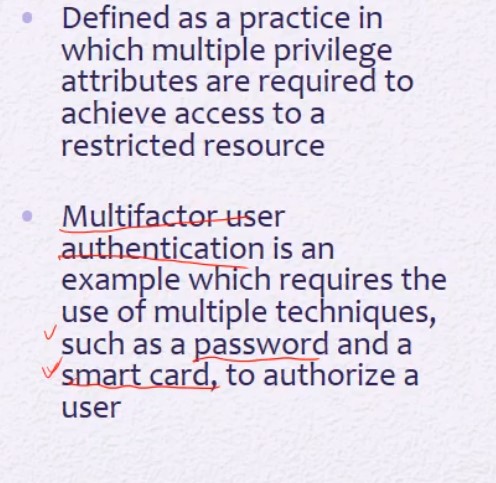 • Defined as a practice in
which multiple privilege
attributes are required to
achieve access to a
restricted resource
• Multifactor user
authentication is an
example which requires the
use of multiple techniques,
such as a password and a
smart card, to authorize a
user